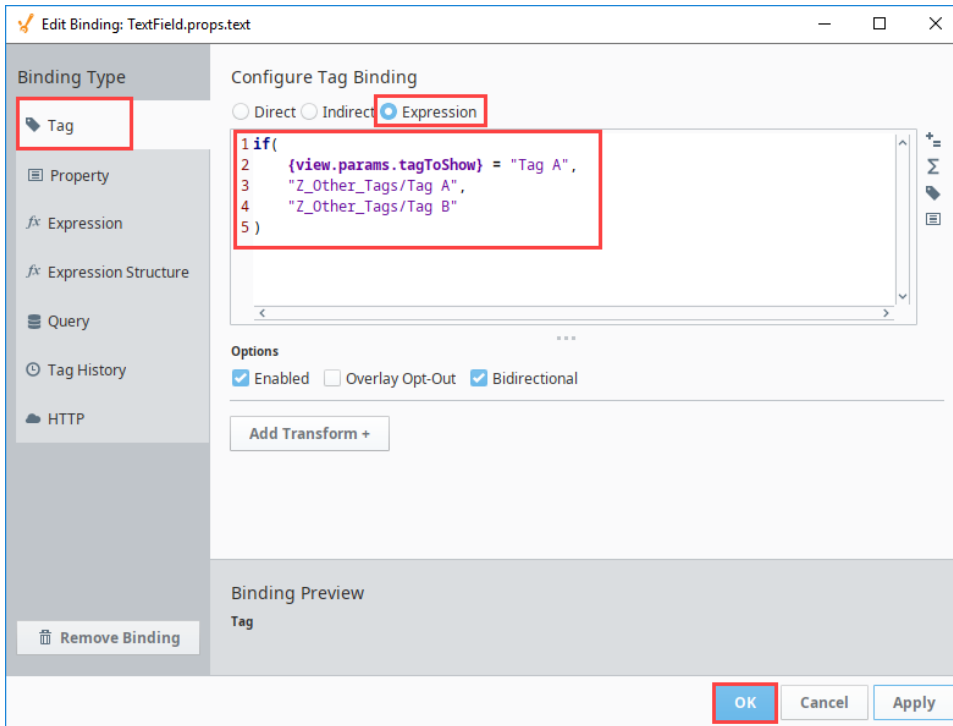 Edit Binding: TextField.props.text
Binding Type
Tag
Property
fx Expression
fx Expression Structure
Query
Tag History
HTTP
Remove Binding
Configure Tag Binding
Direct Indirect Expression
1 if(
2 {view.params.tagToShow} = "Tag A",
3 "Z_Other_Tags/Tag A",
4 "Z_Other_Tags/Tag B"
5 )
Options
Enabled Overlay Opt-Out Bidirectional
Add Transform +
Binding Preview
Tag
OK Cancel Apply